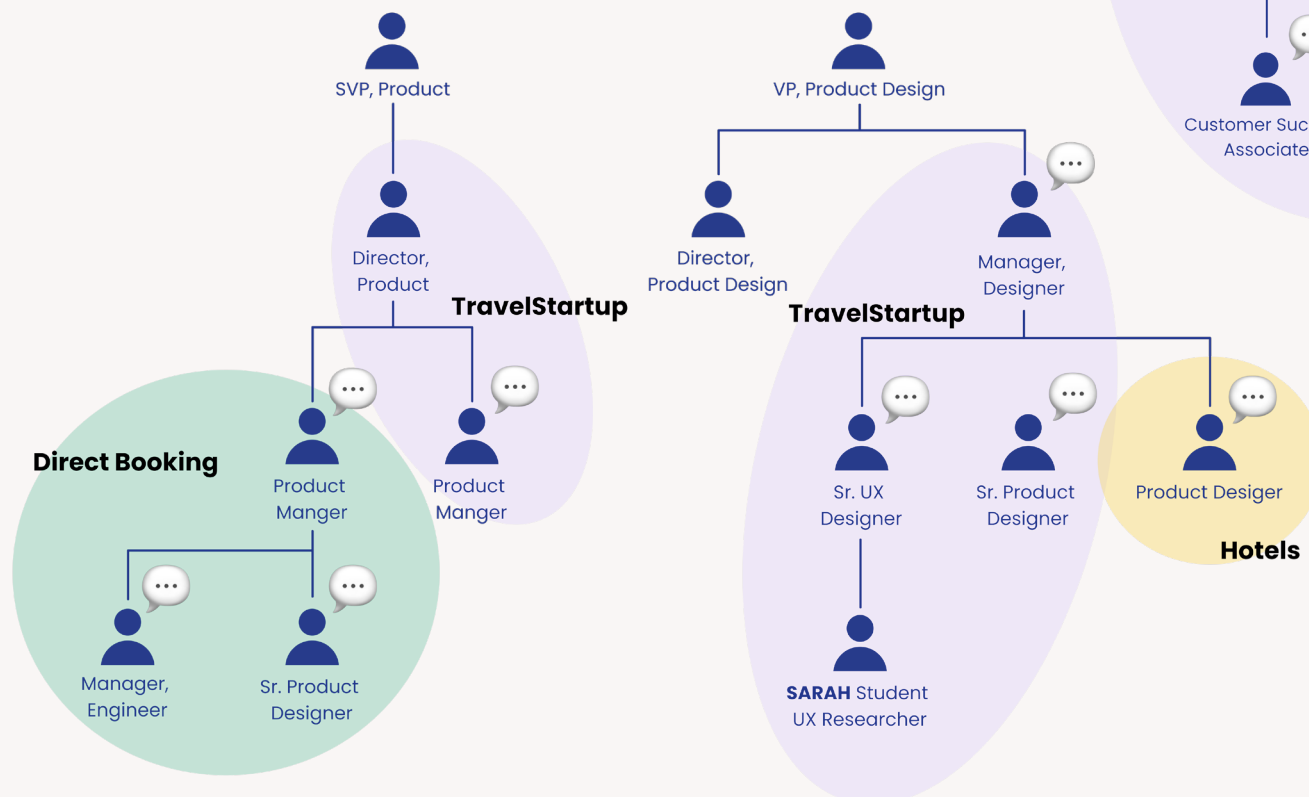 SVP, Product
VP, Product Design
Customer Suc
Associate
Director,
Product
Director,
Product Design
Manager,
Designer
TravelStartup
TravelStartup
Direct Booking
Product
Manger
Product
Manger
Sr. UX
Designer
Sr. Product
Designer
Product Desiger
Hotels
Manager,
Engineer
Sr. Product
Designer
SARAH Student
UX Researcher